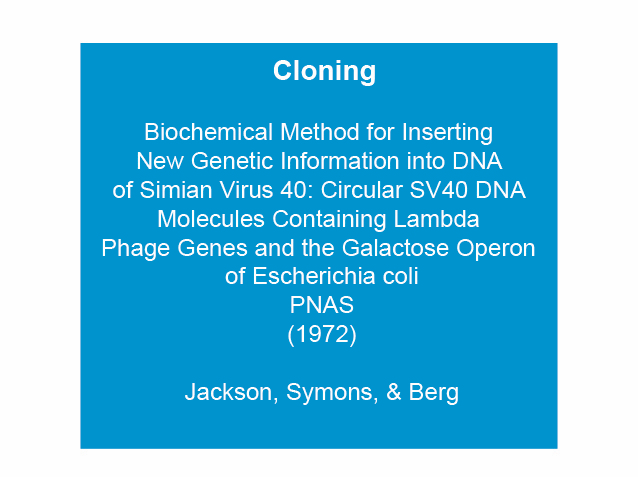 Cloning
Biochemical Method for Inserting
New Genetic Information into DNA
of Simian Virus 40: Circular SV40 DNA
Molecules Containing Lambda
Phage Genes and the Galactose Operon
of Escherichia coli
PNAS
(1972)
Jackson, Symons, & Berg